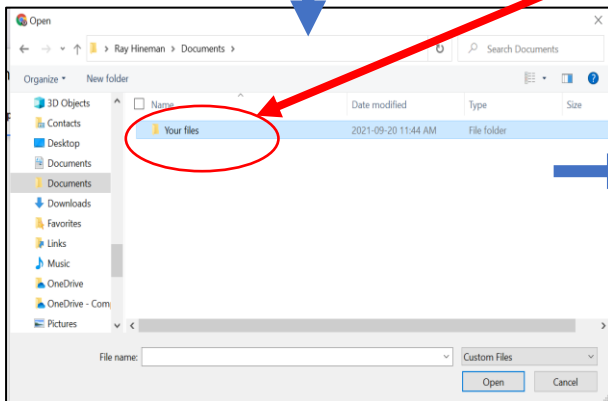 Open
Ray Hineman > Documents >
Search Documents
Organize
New folder
Name
Date modified
Type
Size
Your files
2021-09-20 11:44 AM
File folder
3D Objects
Contacts
Desktop
Documents
Documents
Downloads
Favorites
Links
Music
OneDrive
OneDrive - Com
Pictures
File name:
Custom Files
Open
Cancel